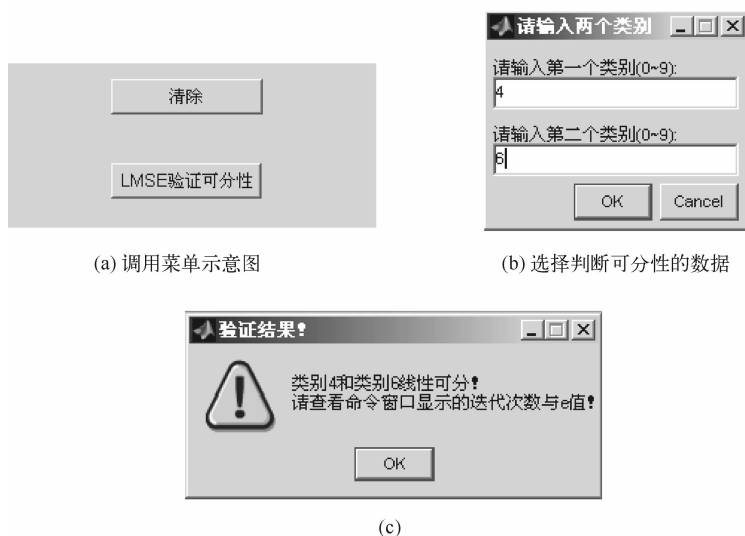 清除
LMSE验证可分性
(a) 调用菜单示意图
请输入两个类别
请输入第一个类别(0~9):
4
请输入第二个类别(0~9):
6
OK
Cancel
(b) 选择判断可分性的数据
验证结果!
类别4和类别6线性可分!
请查看命令窗口显示的迭代次数与e值!
OK
(c)